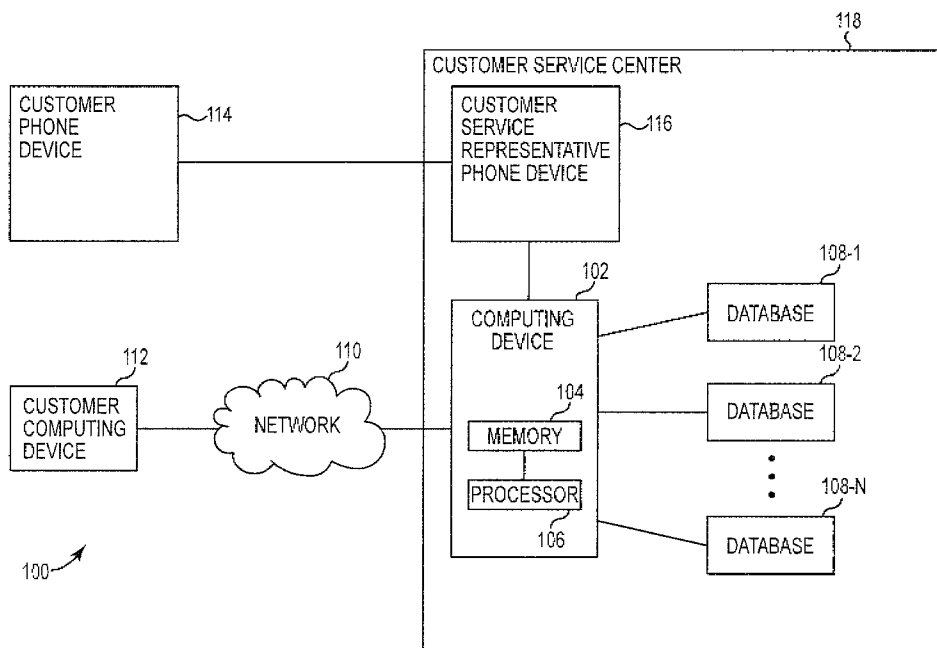 118
CUSTOMER SERVICE CENTER
CUSTOMER
PHONE
DEVICE
114
CUSTOMER
SERVICE
REPRESENTATIVE
PHONE DEVICE
116
102
COMPUTING
DEVICE
104
MEMORY
PROCESSOR
106
108-1
DATABASE
108-2
DATABASE
108-N
DATABASE
112
CUSTOMER
COMPUTING
DEVICE
110
NETWORK
100